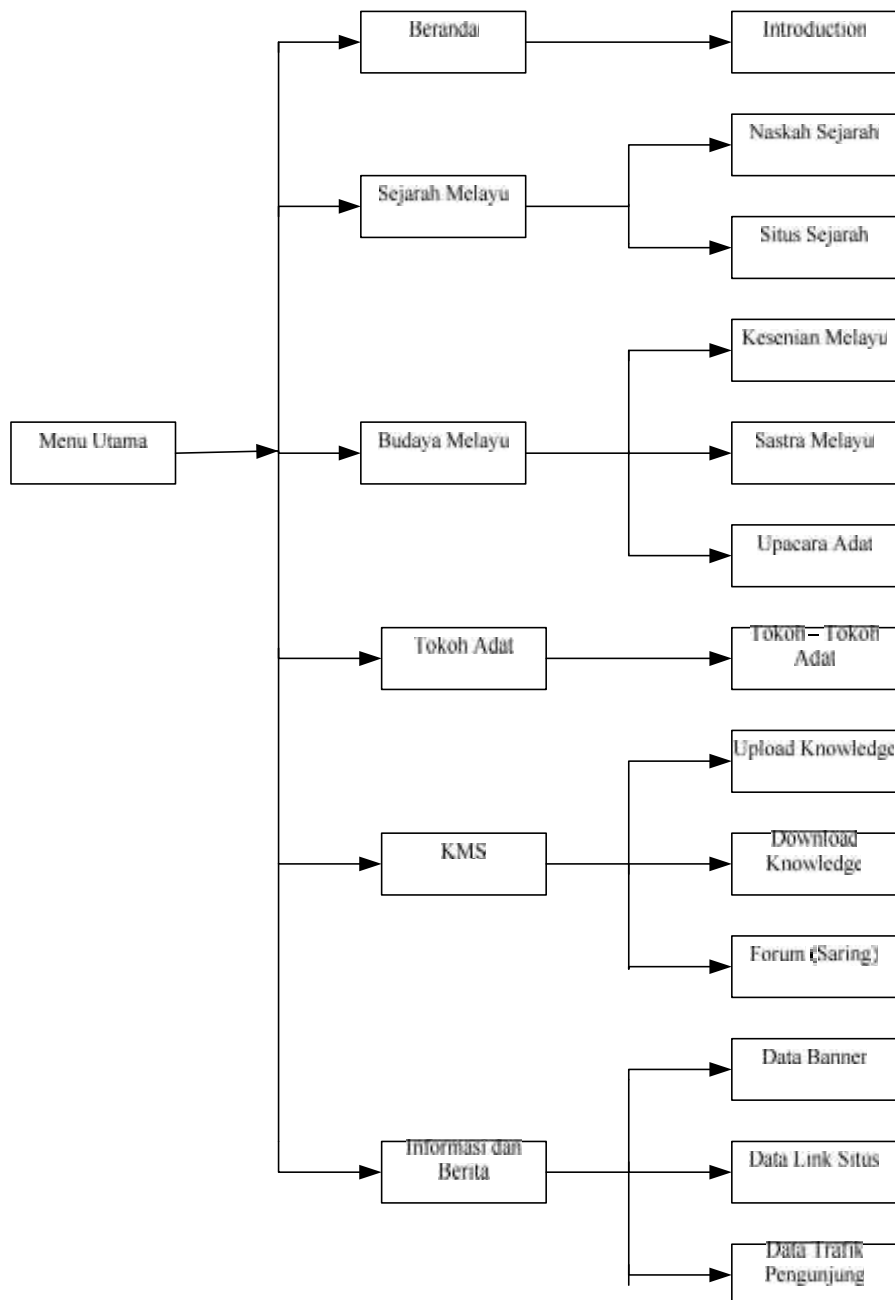 Beranda
Introduction
Naskah Sejarah
Sejarah Melayu
Situs Sejarah
Kesenian Melayu
Menu Utama
Budaya Melayu
Sastra Melayu
Upacara Adat
Tokoh Adat
Tokoh – Tokoh
Adat
Upload Knowledge
KMS
Download
Knowledge
Forum (Saring)
Data Banner
Informasi dan
Berita
Data Link Situs
Data Trafik
Pengunjung